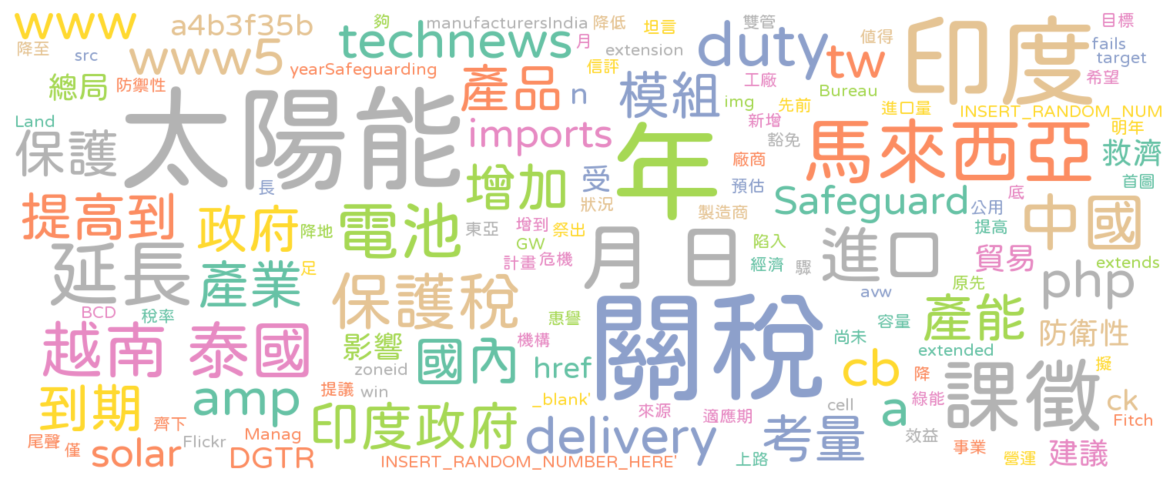 www a4b3f35b 夠 manufacturersIndia 降低 坦言 雙管 目標
降至 src www5 technews 月 extension duty 值得 印度 fails
總局 防禦性 yearSafeguarding 產品 n 信評 模組 tw 工廠 Bureau target 希望
Land 保護 太陽能 imports 年 img 先前 進口量 INSERT_RANDOM_NUM
新增 豁免 馬來西亞 明年 救濟
提高到 政府 長 增加 受 廠商 預估 首圖
降地 電池 東亞 狀況 製造商 Safeguard 公用 底 中國
增到 祭出 GW 月 日 陷入 提高
延長 產業 計畫 危機 經濟 驟 進口 貿易 extends
BCD 稅率 保護稅 惠譽 關稅 avw 原先 php
越南 泰國 影響 國內 機構 容量 產能 防衛性
zoneid href 尚未 extended
到期 amp 提議 win _blank' cb 降 擬 課徵
齊下 印度政府 來源 適應期 cell a 綠能 ck
尾聲 僅 Flickr Manag delivery 考量 效益 事業 Fitch
solar DGTR INSERT_RANDOM_NUMBER_HERE' 上路 營運 建議
足